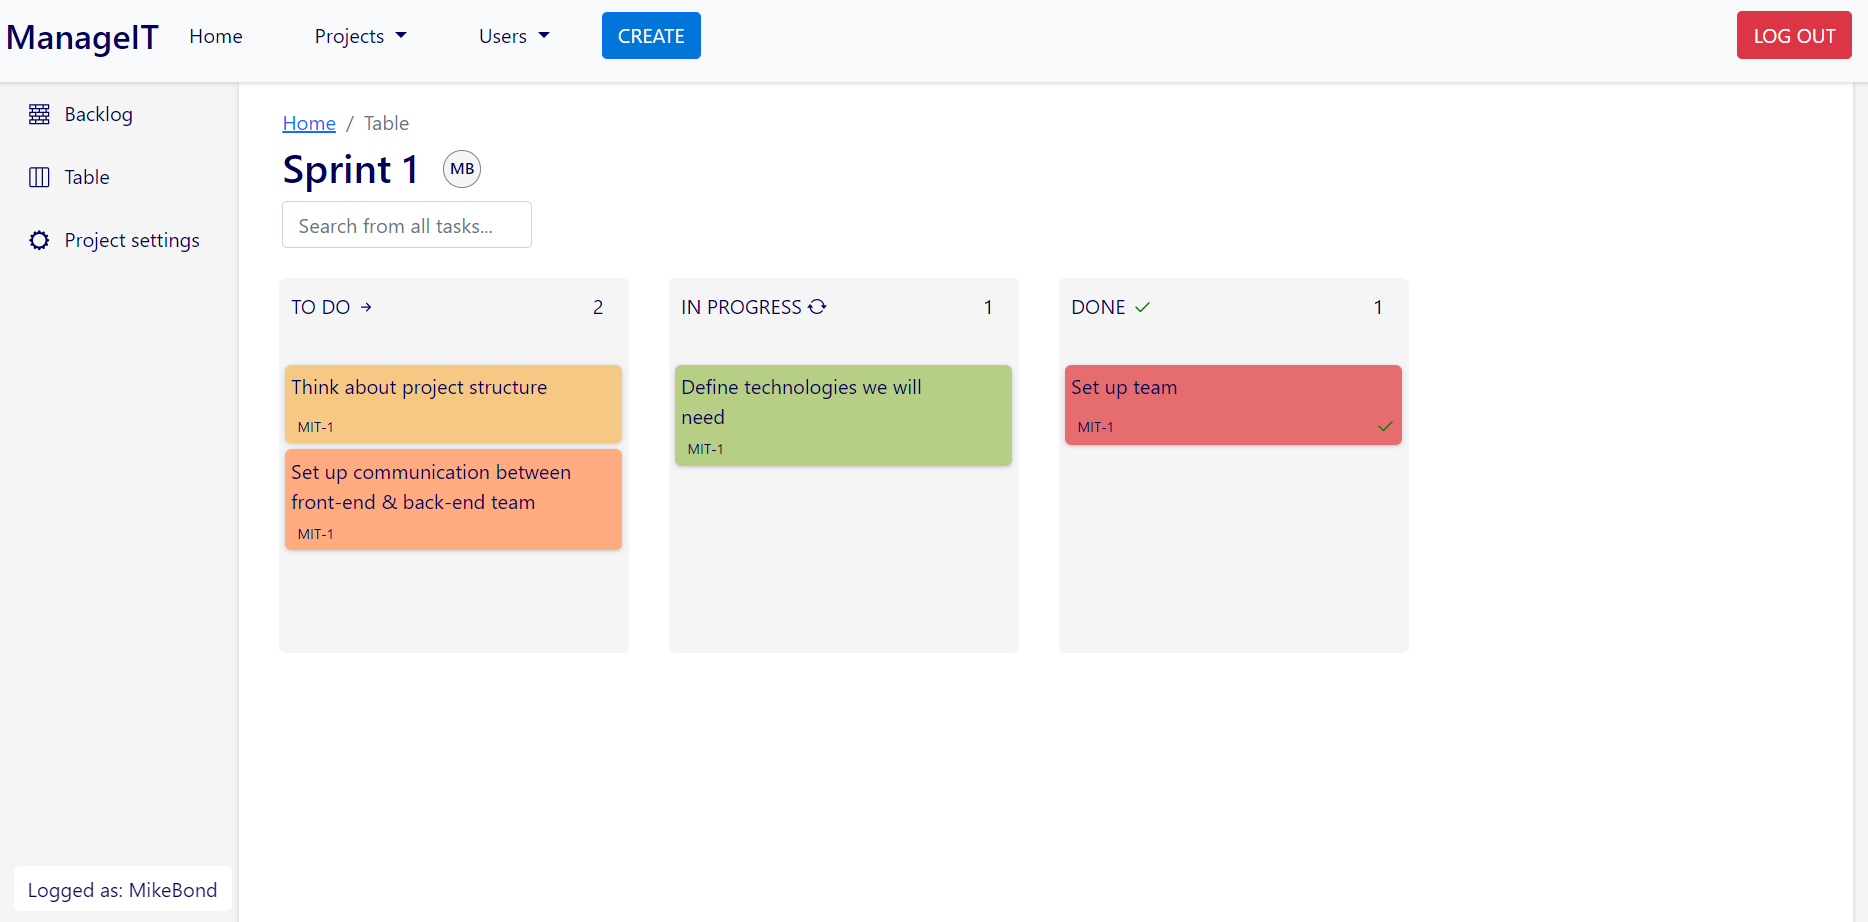 ManageIT
Home
Projects
Users
CREATE
LOG OUT
Backlog
Table
Project settings
Home / Table
Sprint 1
MB
Search from all tasks...
TO DO
2
Think about project structure
MIT-1
Set up communication between
front-end & back-end team
MIT-1
IN PROGRESS
1
Define technologies we will
need
MIT-1
DONE
1
Set up team
MIT-1
Logged as: MikeBond